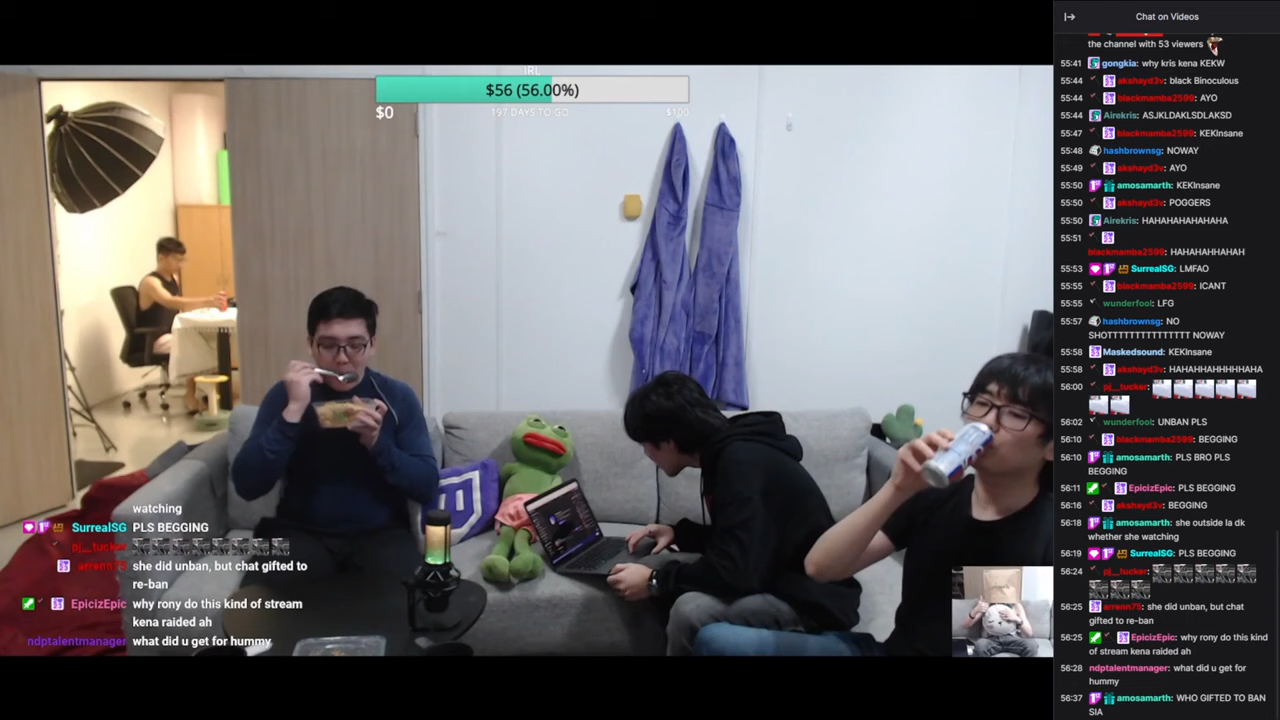 IRL
$56 (56.00%)
$0
197 DAYS TO GO
$100
watching
SurrealSG PLS BEGGING
pj__tucker
arrenn75 she did unban, but chat gifted to
re-ban
EpicizEpic why rony do this kind of stream
kena raided ah
ndptalentmanager what did u get for hummy
Chat on Videos
the channel with 53 viewers
55:41 gongkia: why kris kena KEKW
55:44 akshayd3v: black Binoculous
55:44 blackmamba2599: AYO
55:44 Airekris: ASJKLDAKLSDLAKSD
55:47 blackmamba2599: KEKInsane
55:48 hashbrownsg: NOWAY
55:49 akshayd3v: AYO
55:50 amosamarth: KEKInsane
55:50 akshayd3v: POGGERS
55:50 Airekris: HAHAHAHAHAHAHA
55:51
blackmamba2599: HAHAHAHHAHAH
55:53 SurrealSG: LMFAO
55:55 blackmamba2599: ICANT
55:55 wunderfool: LFG
55:57 hashbrownsg: NO
SHOTTTTTTTTTTTTTT NOWAY
55:58 Maskedsound: KEKInsane
55:58 akshayd3v: HAHAHAHHHHHAHA
56:00 pj__tucker:
56:02 wunderfool: UNBAN PLS
56:10 blackmamba2599: BEGGING
56:10 amosamarth: PLS BRO PLS
BEGGING
56:11 EpicizEpic: PLS BEGGING
56:16 akshayd3v: BEGGING
56:18 amosamarth: she outside la dk
whether she watching
56:19 SurrealSG: PLS BEGGING
56:24 pj__tucker:
56:25 arrenn75: she did unban, but chat
gifted to re-ban
56:25 EpicizEpic: why rony do this kind
of stream kena raided ah
56:28 ndptalentmanager: what did u get for
hummy
56:37 amosamarth: WHO GIFTED TO BAN
SIA